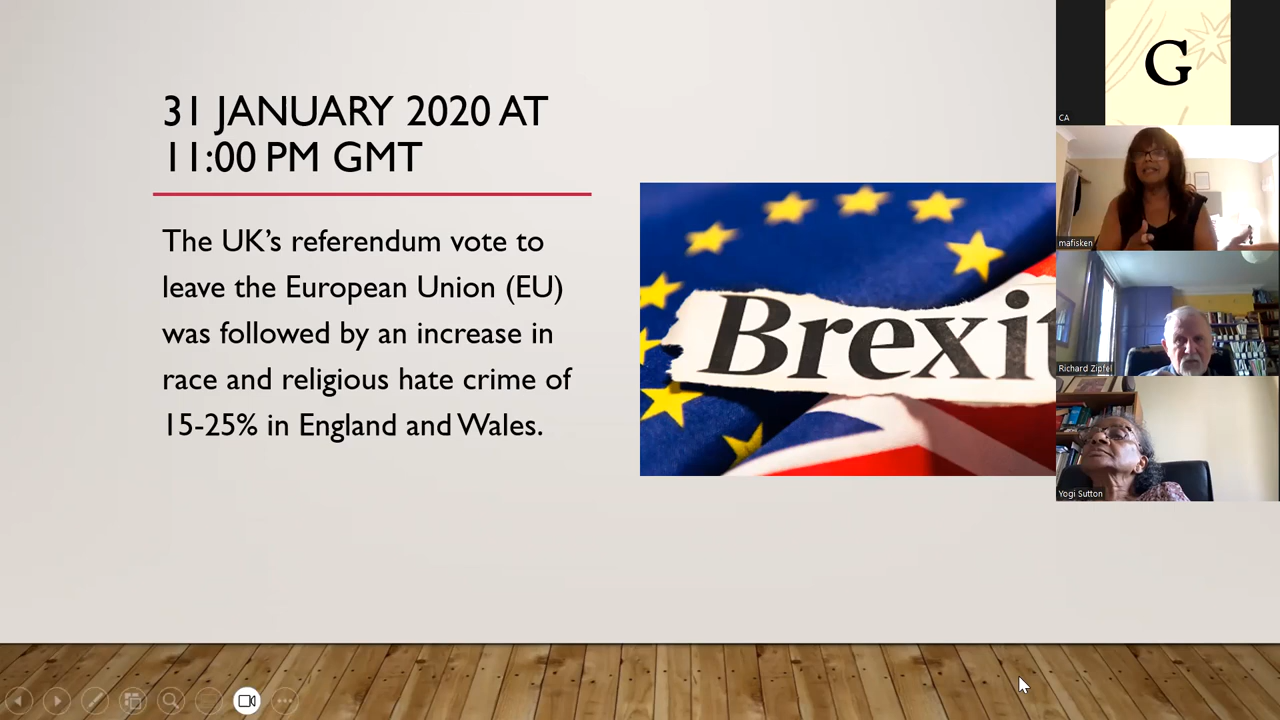 31 JANUARY 2020 AT
11:00 PM GMT
The UK’s referendum vote to
leave the European Union (EU)
was followed by an increase in
race and religious hate crime of
15-25% in England and Wales.
Brexit
G
CA
mafisken
Richard Zipfel
Yogi Sutton